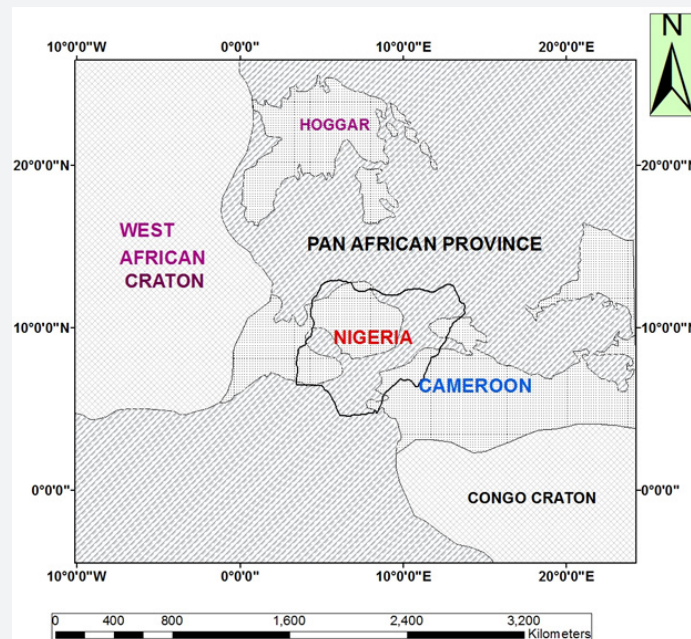 N
10°0'0"W 0°0'0" 10°0'0"E 20°0'0"E
HOGGAR
20°0'0"N 20°0'0"N
WEST
AFRICAN
CRATON
PAN AFRICAN PROVINCE
10°0'0"N 10°0'0"N
NIGERIA
CAMEROON
0°0'0" 0°0'0"
CONGO CRATON
10°0'0"W 0°0'0" 10°0'0"E 20°0'0"E
0 400 800 1,600 2,400 3,200
Kilometers